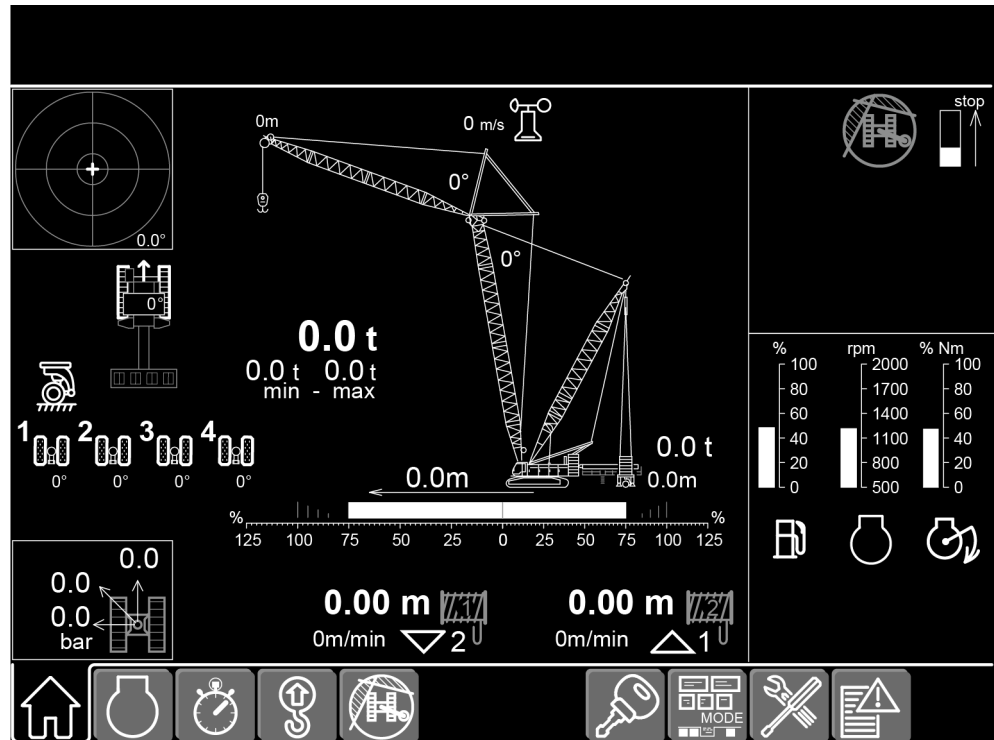 stop
0m
0 m/s
0°
0.0°
0°
0°
0.0 t
0.0 t 0.0 t
min - max
% rpm % Nm
100 2000 100
80 1700 80
60 1400 60
40 1100 40
20 800 20
0 500 0
1 2 3 4
0° 0° 0° 0°
0.0 t
0.0m 0.0m
% %
125 100 75 50 25 0 25 50 75 100 125
0.0
0.0
0.0
bar
0.00 m 1 0.00 m 2
0m/min 2 0m/min 1
MODE